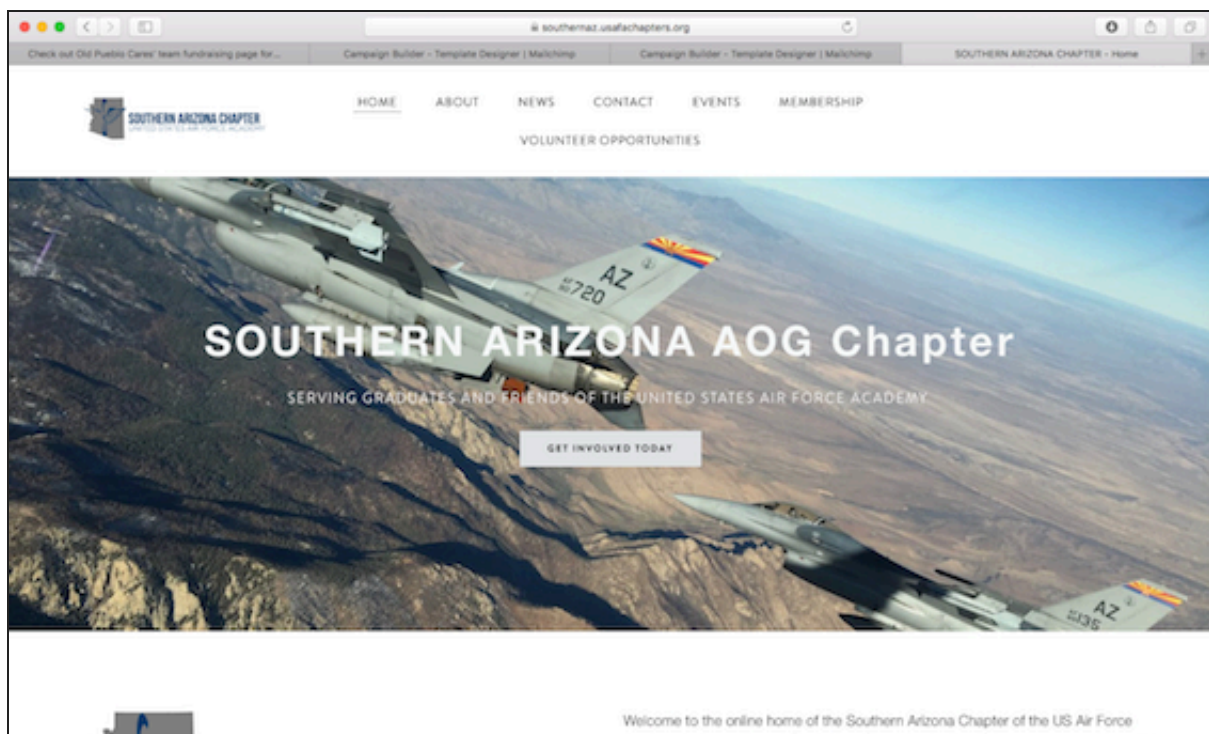 southernaz.usafachapters.org
Check out Old Pueblo Cares' team fundraising page for...
Campaign Builder - Template Designer | Mailchimp
Campaign Builder - Template Designer | Mailchimp
SOUTHERN ARIZONA CHAPTER - Home
SOUTHERN ARIZONA CHAPTER
UNITED STATES AIR FORCE ACADEMY
HOME ABOUT NEWS CONTACT EVENTS MEMBERSHIP
VOLUNTEER OPPORTUNITIES
AZ
720
SOUTHERN ARIZONA AOG Chapter
SERVING GRADUATES AND FRIENDS OF THE UNITED STATES AIR FORCE ACADEMY
GET INVOLVED TODAY
AZ
135
Welcome to the online home of the Southern Arizona Chapter of the US Air Force